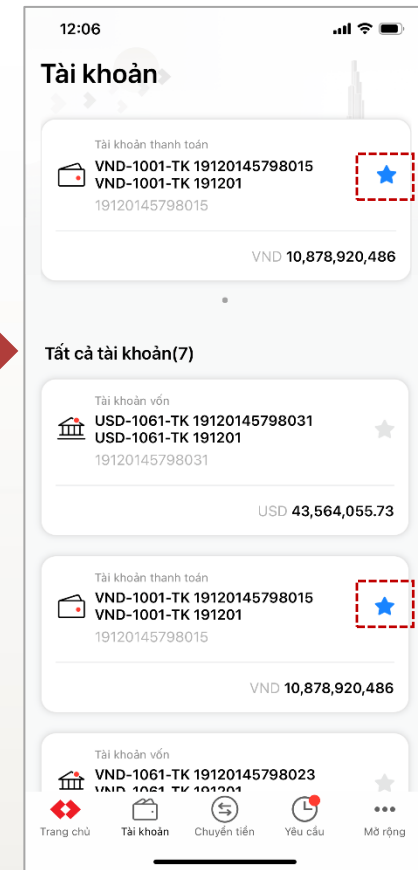 12:06
Tài khoản
Tài khoản thanh toán
VND-1001-TK 19120145798015
VND-1001-TK 191201
19120145798015
VND 10,878,920,486
Tất cả tài khoản(7)
Tài khoản vốn
USD-1061-TK 19120145798031
USD-1061-TK 191201
19120145798031
USD 43,564,055.73
Tài khoản thanh toán
VND-1001-TK 19120145798015
VND-1001-TK 191201
19120145798015
VND 10,878,920,486
Tài khoản vốn
VND-1061-TK 19120145798023
VND-1061-TK 191201
Trang chủ Tài khoản Chuyển tiền Yêu cầu Mở rộng